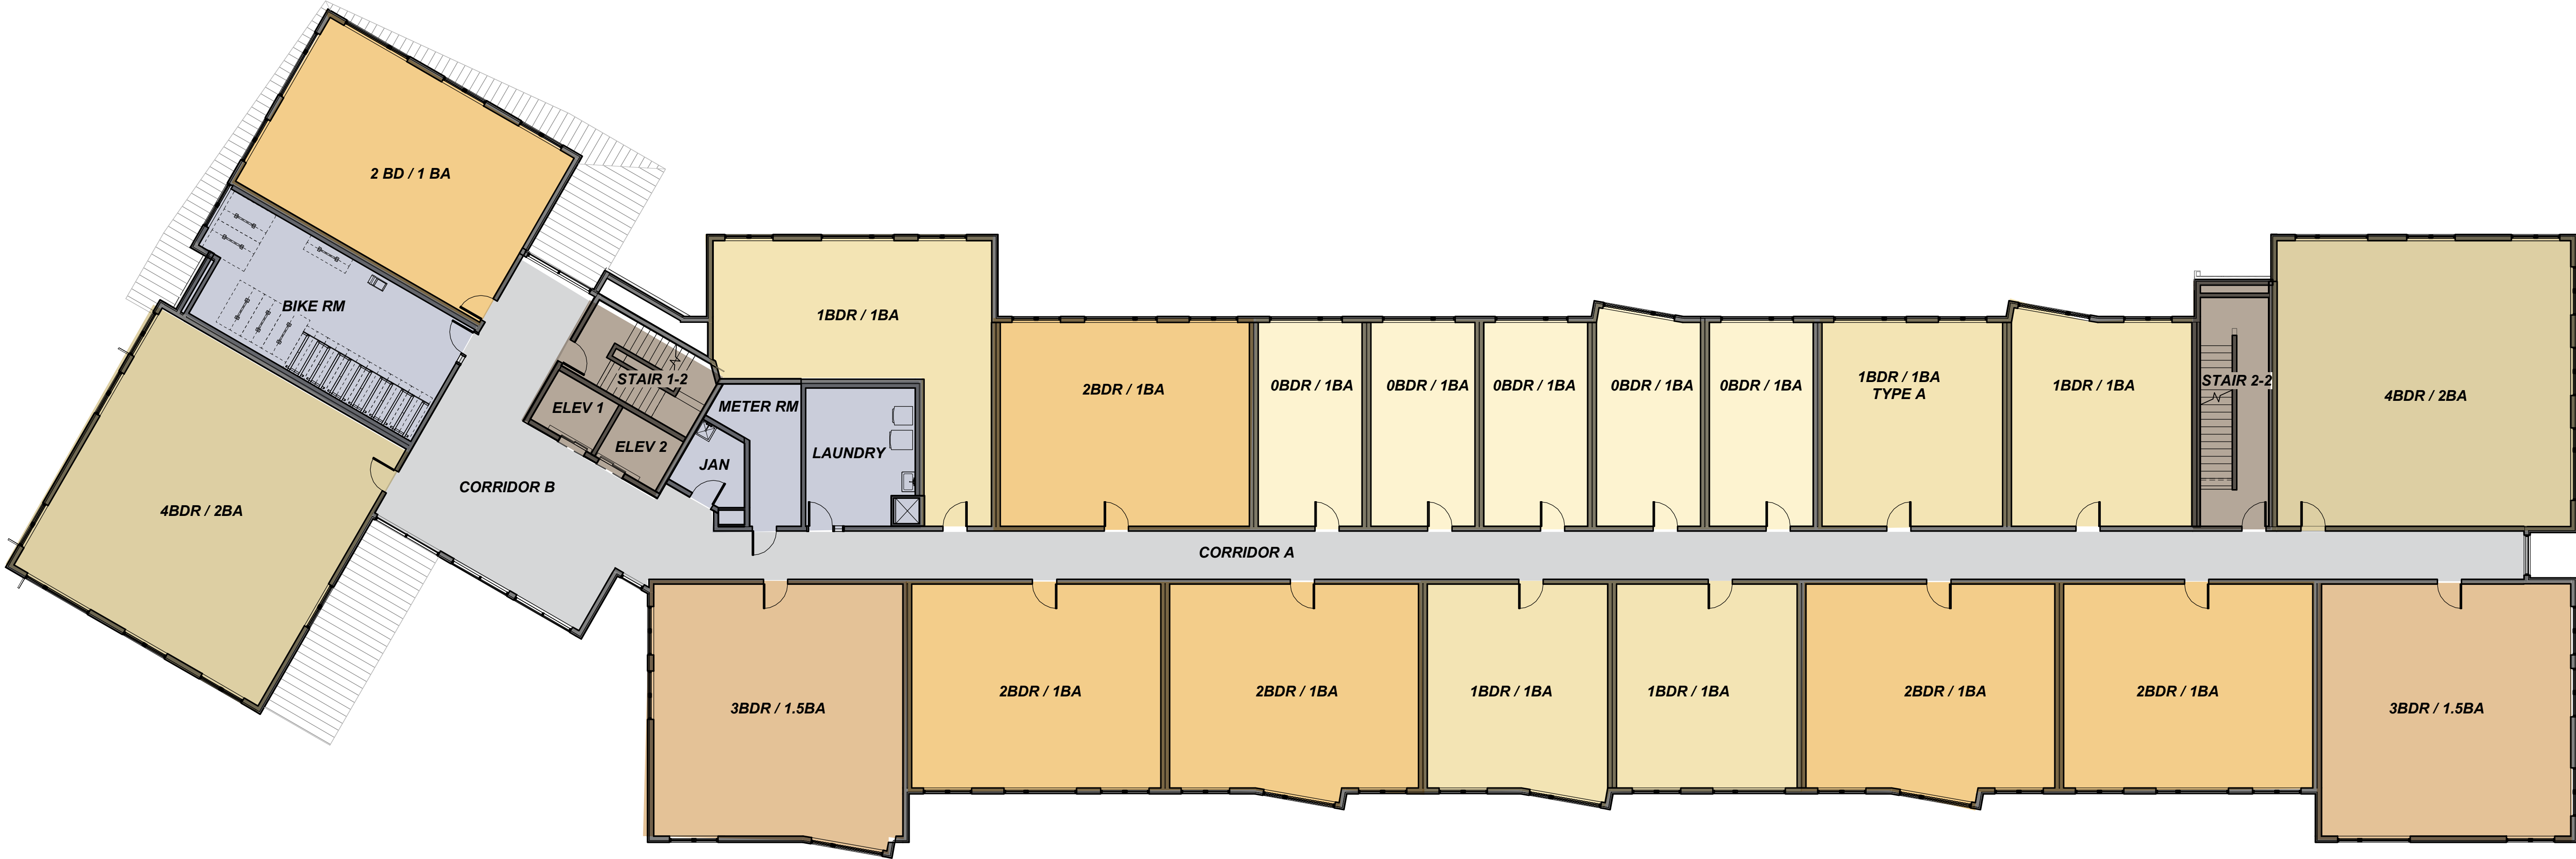 2 BD / 1 BA
BIKE RM
1BDR / 1BA
STAIR 1-2
ELEV 1
METER RM
ELEV 2
JAN
LAUNDRY
CORRIDOR B
4BDR / 2BA
2BDR / 1BA
0BDR / 1BA
0BDR / 1BA
0BDR / 1BA
0BDR / 1BA
0BDR / 1BA
1BDR / 1BA
TYPE A
1BDR / 1BA
STAIR 2-2
4BDR / 2BA
CORRIDOR A
3BDR / 1.5BA
2BDR / 1BA
2BDR / 1BA
1BDR / 1BA
1BDR / 1BA
2BDR / 1BA
2BDR / 1BA
3BDR / 1.5BA